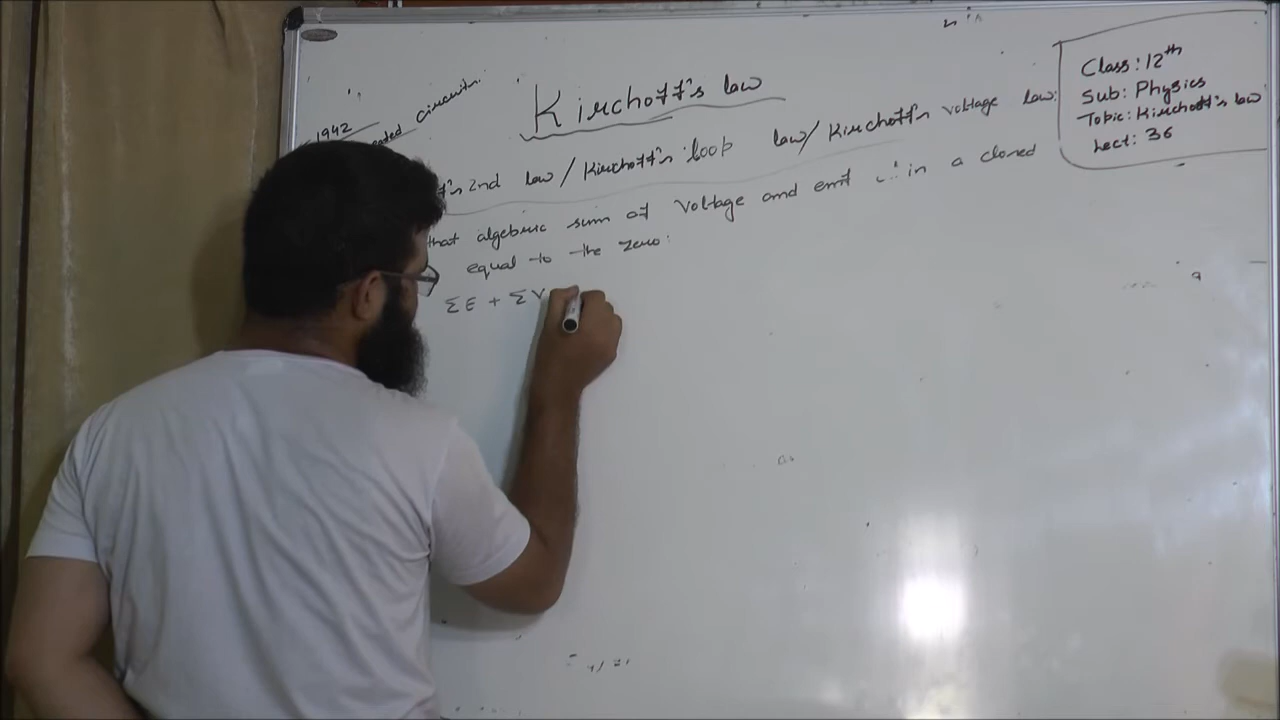 Kirchoff's law
Class: 12th
Sub: Physics
Topic: Kirchoff's law
Lect: 36
1942
circuits.
2nd law / Kirchoff's loop law / Kirchoff's voltage law:
that algebric sum of voltage and emf in a closed
equal to the zero:
ΣE + ΣV